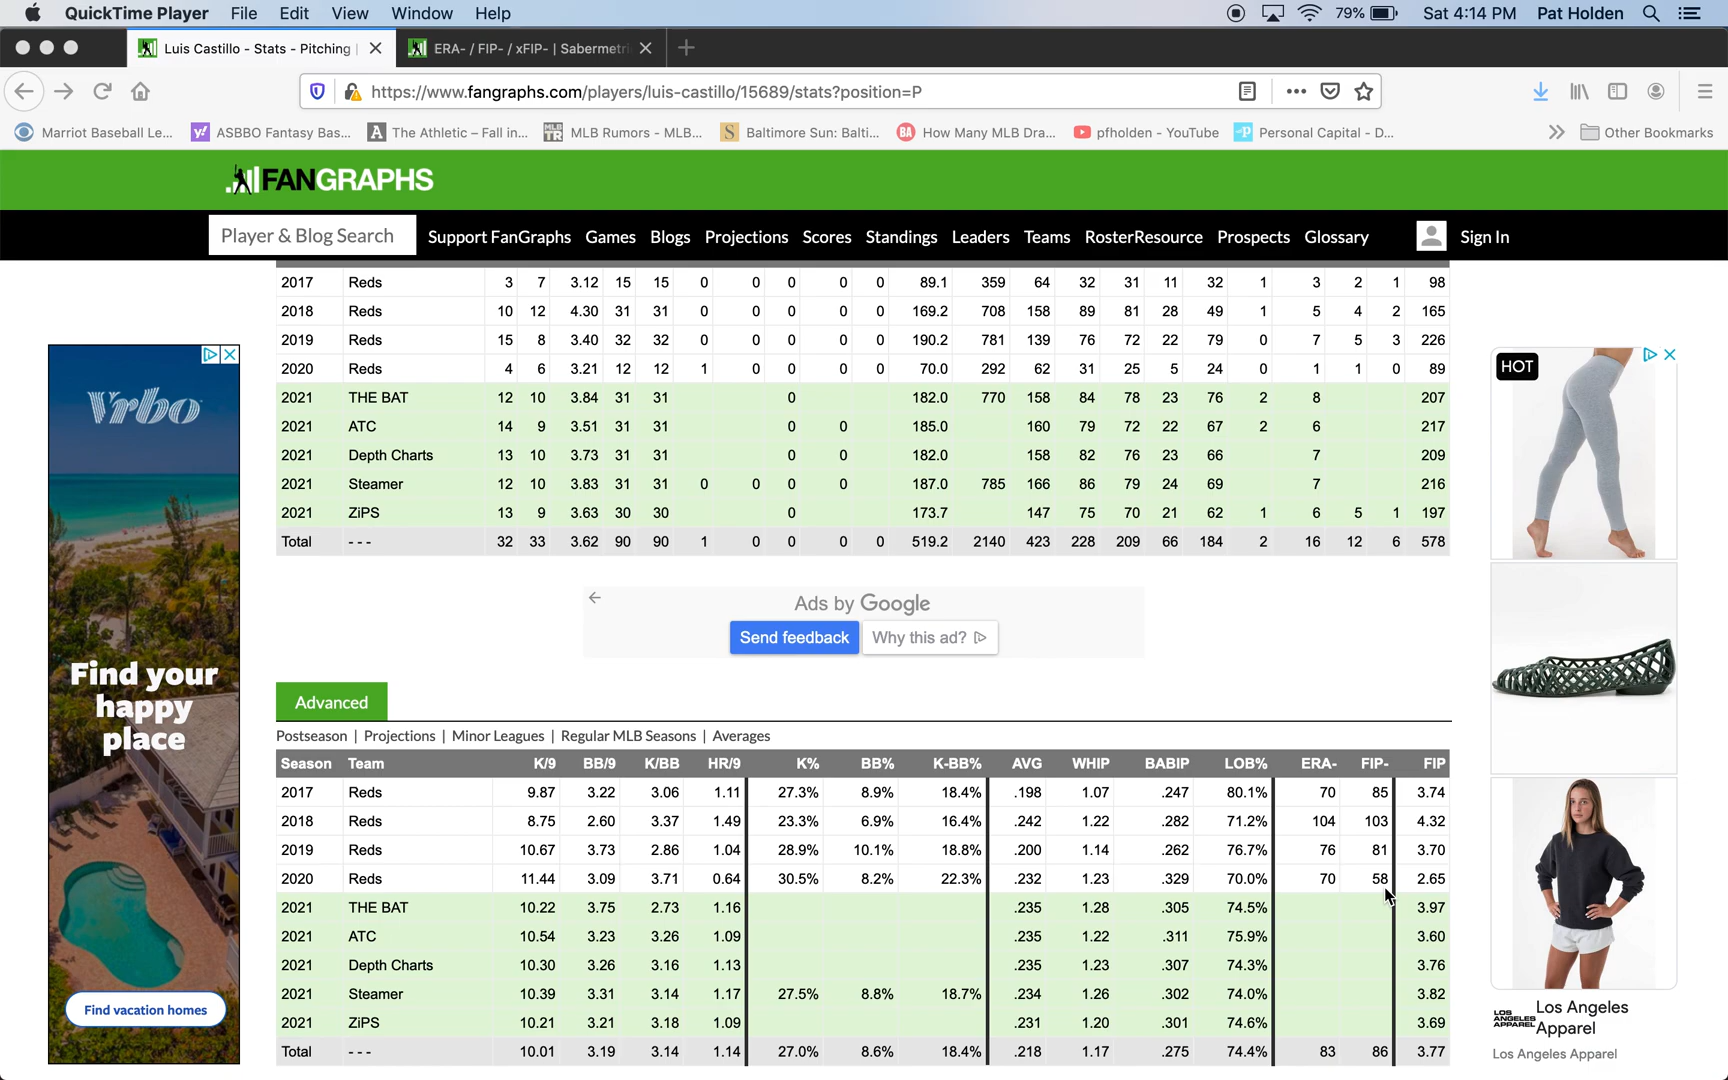 QuickTime Player File Edit View Window Help 79% Sat 4:14 PM Pat Holden
Luis Castillo - Stats - Pitching | ERA- / FIP- / xFIP- | Sabermetri
https://www.fangraphs.com/players/luis-castillo/15689/stats?position=P
Marriot Baseball Le... ASBBO Fantasy Bas... The Athletic – Fall in... MLB Rumors - MLB... Baltimore Sun: Balti... How Many MLB Dra... pfholden - YouTube Personal Capital - D... Other Bookmarks
FANGRAPHS
Player & Blog Search Support FanGraphs Games Blogs Projections Scores Standings Leaders Teams RosterResource Prospects Glossary Sign In
2017 Reds 3 7 3.12 15 15 0 0 0 0 0 89.1 359 64 32 31 11 32 1 3 2 1 98
2018 Reds 10 12 4.30 31 31 0 0 0 0 0 169.2 708 158 89 81 28 49 1 5 4 2 165
2019 Reds 15 8 3.40 32 32 0 0 0 0 0 190.2 781 139 76 72 22 79 0 7 5 3 226
2020 Reds 4 6 3.21 12 12 1 0 0 0 0 70.0 292 62 31 25 5 24 0 1 1 0 89
2021 THE BAT 12 10 3.84 31 31 0 182.0 770 158 84 78 23 76 2 8 207
2021 ATC 14 9 3.51 31 31 0 0 185.0 160 79 72 22 67 2 6 217
2021 Depth Charts 13 10 3.73 31 31 0 0 182.0 158 82 76 23 66 7 209
2021 Steamer 12 10 3.83 31 31 0 0 0 0 187.0 785 166 86 79 24 69 7 216
2021 ZiPS 13 9 3.63 30 30 0 173.7 147 75 70 21 62 1 6 5 1 197
Total - - - 32 33 3.62 90 90 1 0 0 0 0 519.2 2140 423 228 209 66 184 2 16 12 6 578
Ads by Google
Send feedback Why this ad?
Advanced
Postseason | Projections | Minor Leagues | Regular MLB Seasons | Averages
Season Team K/9 BB/9 K/BB HR/9 K% BB% K-BB% AVG WHIP BABIP LOB% ERA- FIP- FIP
2017 Reds 9.87 3.22 3.06 1.11 27.3% 8.9% 18.4% .198 1.07 .247 80.1% 70 85 3.74
2018 Reds 8.75 2.60 3.37 1.49 23.3% 6.9% 16.4% .242 1.22 .282 71.2% 104 103 4.32
2019 Reds 10.67 3.73 2.86 1.04 28.9% 10.1% 18.8% .200 1.14 .262 76.7% 76 81 3.70
2020 Reds 11.44 3.09 3.71 0.64 30.5% 8.2% 22.3% .232 1.23 .329 70.0% 70 58 2.65
2021 THE BAT 10.22 3.75 2.73 1.16 .235 1.28 .305 74.5% 3.97
2021 ATC 10.54 3.23 3.26 1.09 .235 1.22 .311 75.9% 3.60
2021 Depth Charts 10.30 3.26 3.16 1.13 .235 1.23 .307 74.3% 3.76
2021 Steamer 10.39 3.31 3.14 1.17 27.5% 8.8% 18.7% .234 1.26 .302 74.0% 3.82
2021 ZiPS 10.21 3.21 3.18 1.09 .231 1.20 .301 74.6% 3.69
Total - - - 10.01 3.19 3.14 1.14 27.0% 8.6% 18.4% .218 1.17 .275 74.4% 83 86 3.77
Vrbo
Find your
happy
place
Find vacation homes
HOT
LOS ANGELES APPAREL
Los Angeles
Apparel
Los Angeles Apparel